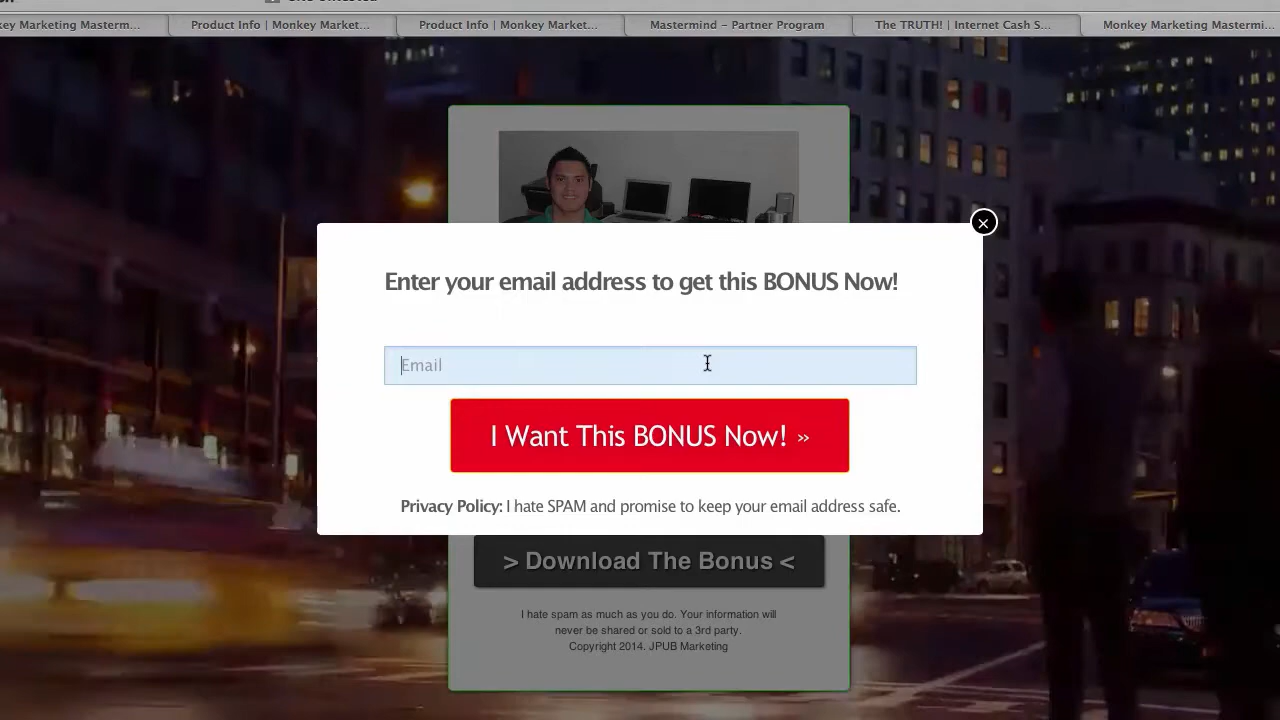 ey Marketing Masterm...
Product Info | Monkey Market...
Product Info | Monkey Market...
Mastermind - Partner Program
The TRUTH! | Internet Cash S...
Monkey Marketing Mastermi...
Enter your email address to get this BONUS Now!
Email
I Want This BONUS Now! »
Privacy Policy: I hate SPAM and promise to keep your email address safe.
> Download The Bonus <
I hate spam as much as you do. Your information will
never be shared or sold to a 3rd party.
Copyright 2014. JPUB Marketing